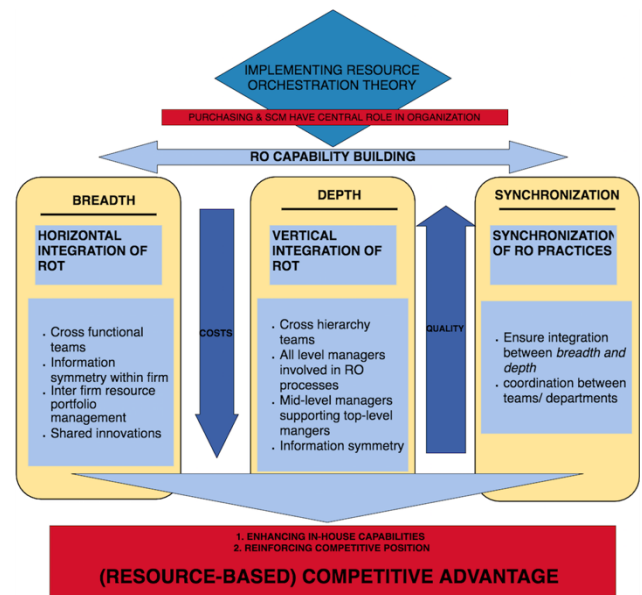 IMPLEMENTING RESOURCE
ORCHESTRATION THEORY
PURCHASING & SCM HAVE CENTRAL ROLE IN ORGANIZATION
RO CAPABILITY BUILDING
BREADTH
HORIZONTAL
INTEGRATION OF
ROT
. Cross functional
teams
. Information
symmetry within firm
. Inter firm resource
portfolio
management
. Shared innovations
COSTS
DEPTH
VERTICAL
INTEGRATION OF
ROT
. Cross hierarchy
teams
. All level managers
involved in RO
processes
. Mid-level managers
supporting top-level
mangers
. Information symmetry
QUALITY
SYNCHRONIZATION
SYNCHRONIZATION
OF RO PRACTICES
. Ensure integration
between breadth and
depth
. coordination between
teams/ departments
1. ENHANCING IN-HOUSE CAPABILITIES
2. REINFORCING COMPETITIVE POSITION
(RESOURCE-BASED) COMPETITIVE ADVANTAGE